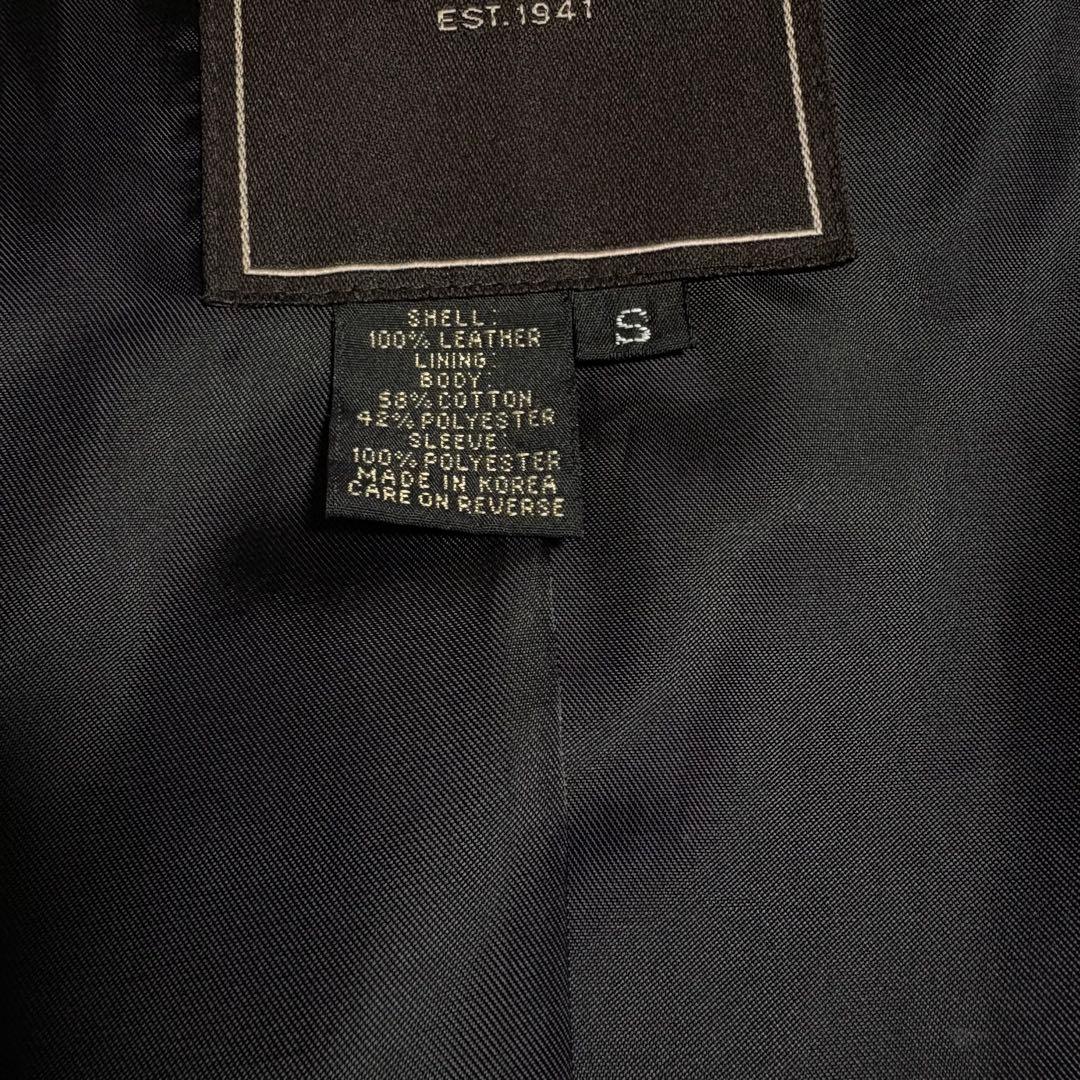 EST. 1941
SHELL:
100% LEATHER
LINING:
BODY:
58% COTTON
42% POLYESTER
SLEEVE:
100% POLYESTER
MADE IN KOREA
CARE ON REVERSE
S